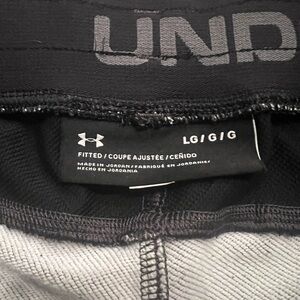 UND
LG / G / G
FITTED / COUPE AJUSTÉE / CEÑIDO
MADE IN JORDAN / FABRIQUÉ EN JORDANIE /
HECHO EN JORDANIA